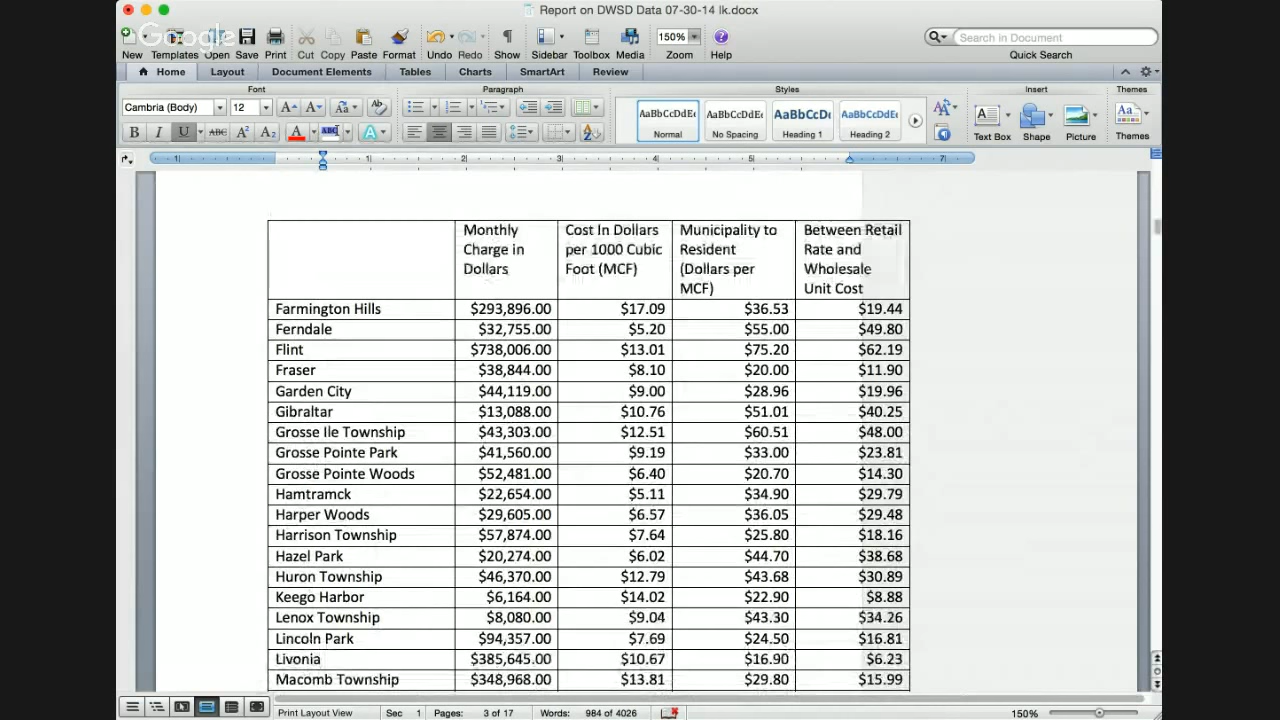 Report on DWSD Data 07-30-14 lk.docx
Google
New Templates Open Save Print Cut Copy Paste Format Undo Redo Show Sidebar Toolbox Media Zoom Help
150%
Search in Document
Quick Search
Home Layout Document Elements Tables Charts SmartArt Review
Font Paragraph Styles Insert Themes
Cambria (Body) 12
AaBbCcDdEe AaBbCcDdEe AaBbCcDc AaBbCcDdEe
Normal No Spacing Heading 1 Heading 2
Text Box Shape Picture Themes
Monthly Charge in Dollars
Cost In Dollars per 1000 Cubic Foot (MCF)
Municipality to Resident (Dollars per MCF)
Between Retail Rate and Wholesale Unit Cost
Farmington Hills $293,896.00 $17.09 $36.53 $19.44
Ferndale $32,755.00 $5.20 $55.00 $49.80
Flint $738,006.00 $13.01 $75.20 $62.19
Fraser $38,844.00 $8.10 $20.00 $11.90
Garden City $44,119.00 $9.00 $28.96 $19.96
Gibraltar $13,088.00 $10.76 $51.01 $40.25
Grosse Ile Township $43,303.00 $12.51 $60.51 $48.00
Grosse Pointe Park $41,560.00 $9.19 $33.00 $23.81
Grosse Pointe Woods $52,481.00 $6.40 $20.70 $14.30
Hamtramck $22,654.00 $5.11 $34.90 $29.79
Harper Woods $29,605.00 $6.57 $36.05 $29.48
Harrison Township $57,874.00 $7.64 $25.80 $18.16
Hazel Park $20,274.00 $6.02 $44.70 $38.68
Huron Township $46,370.00 $12.79 $43.68 $30.89
Keego Harbor $6,164.00 $14.02 $22.90 $8.88
Lenox Township $8,080.00 $9.04 $43.30 $34.26
Lincoln Park $94,357.00 $7.69 $24.50 $16.81
Livonia $385,645.00 $10.67 $16.90 $6.23
Macomb Township $348,968.00 $13.81 $29.80 $15.99
Print Layout View Sec 1 Pages: 3 of 17 Words: 984 of 4026 150%